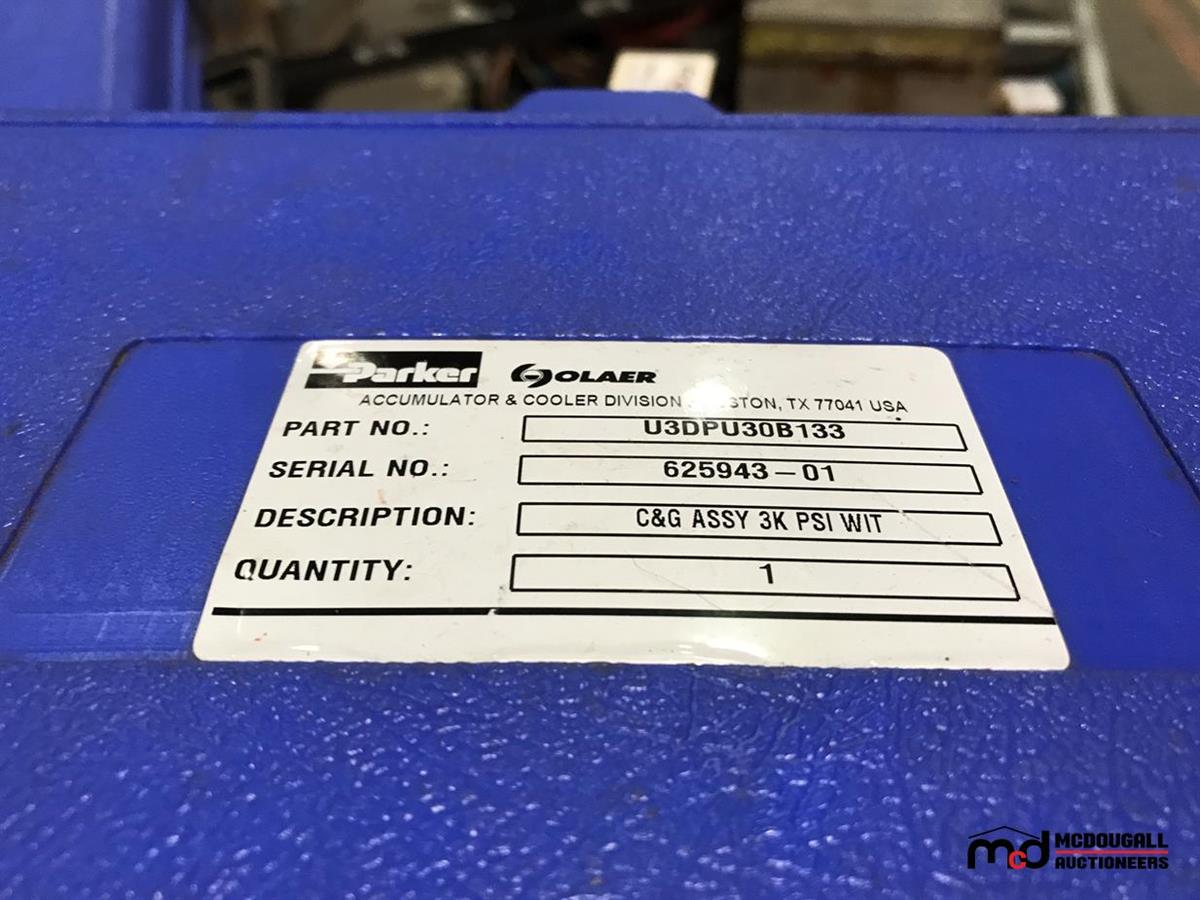 Parker OLAER
ACCUMULATOR & COOLER DIVISION, STON, TX 77041 USA
PART NO.: U3DPU30B133
SERIAL NO.: 625943-01
DESCRIPTION: C&G ASSY 3K PSI WIT
QUANTITY: 1
mcd MCDOUGALL
AUCTIONEERS